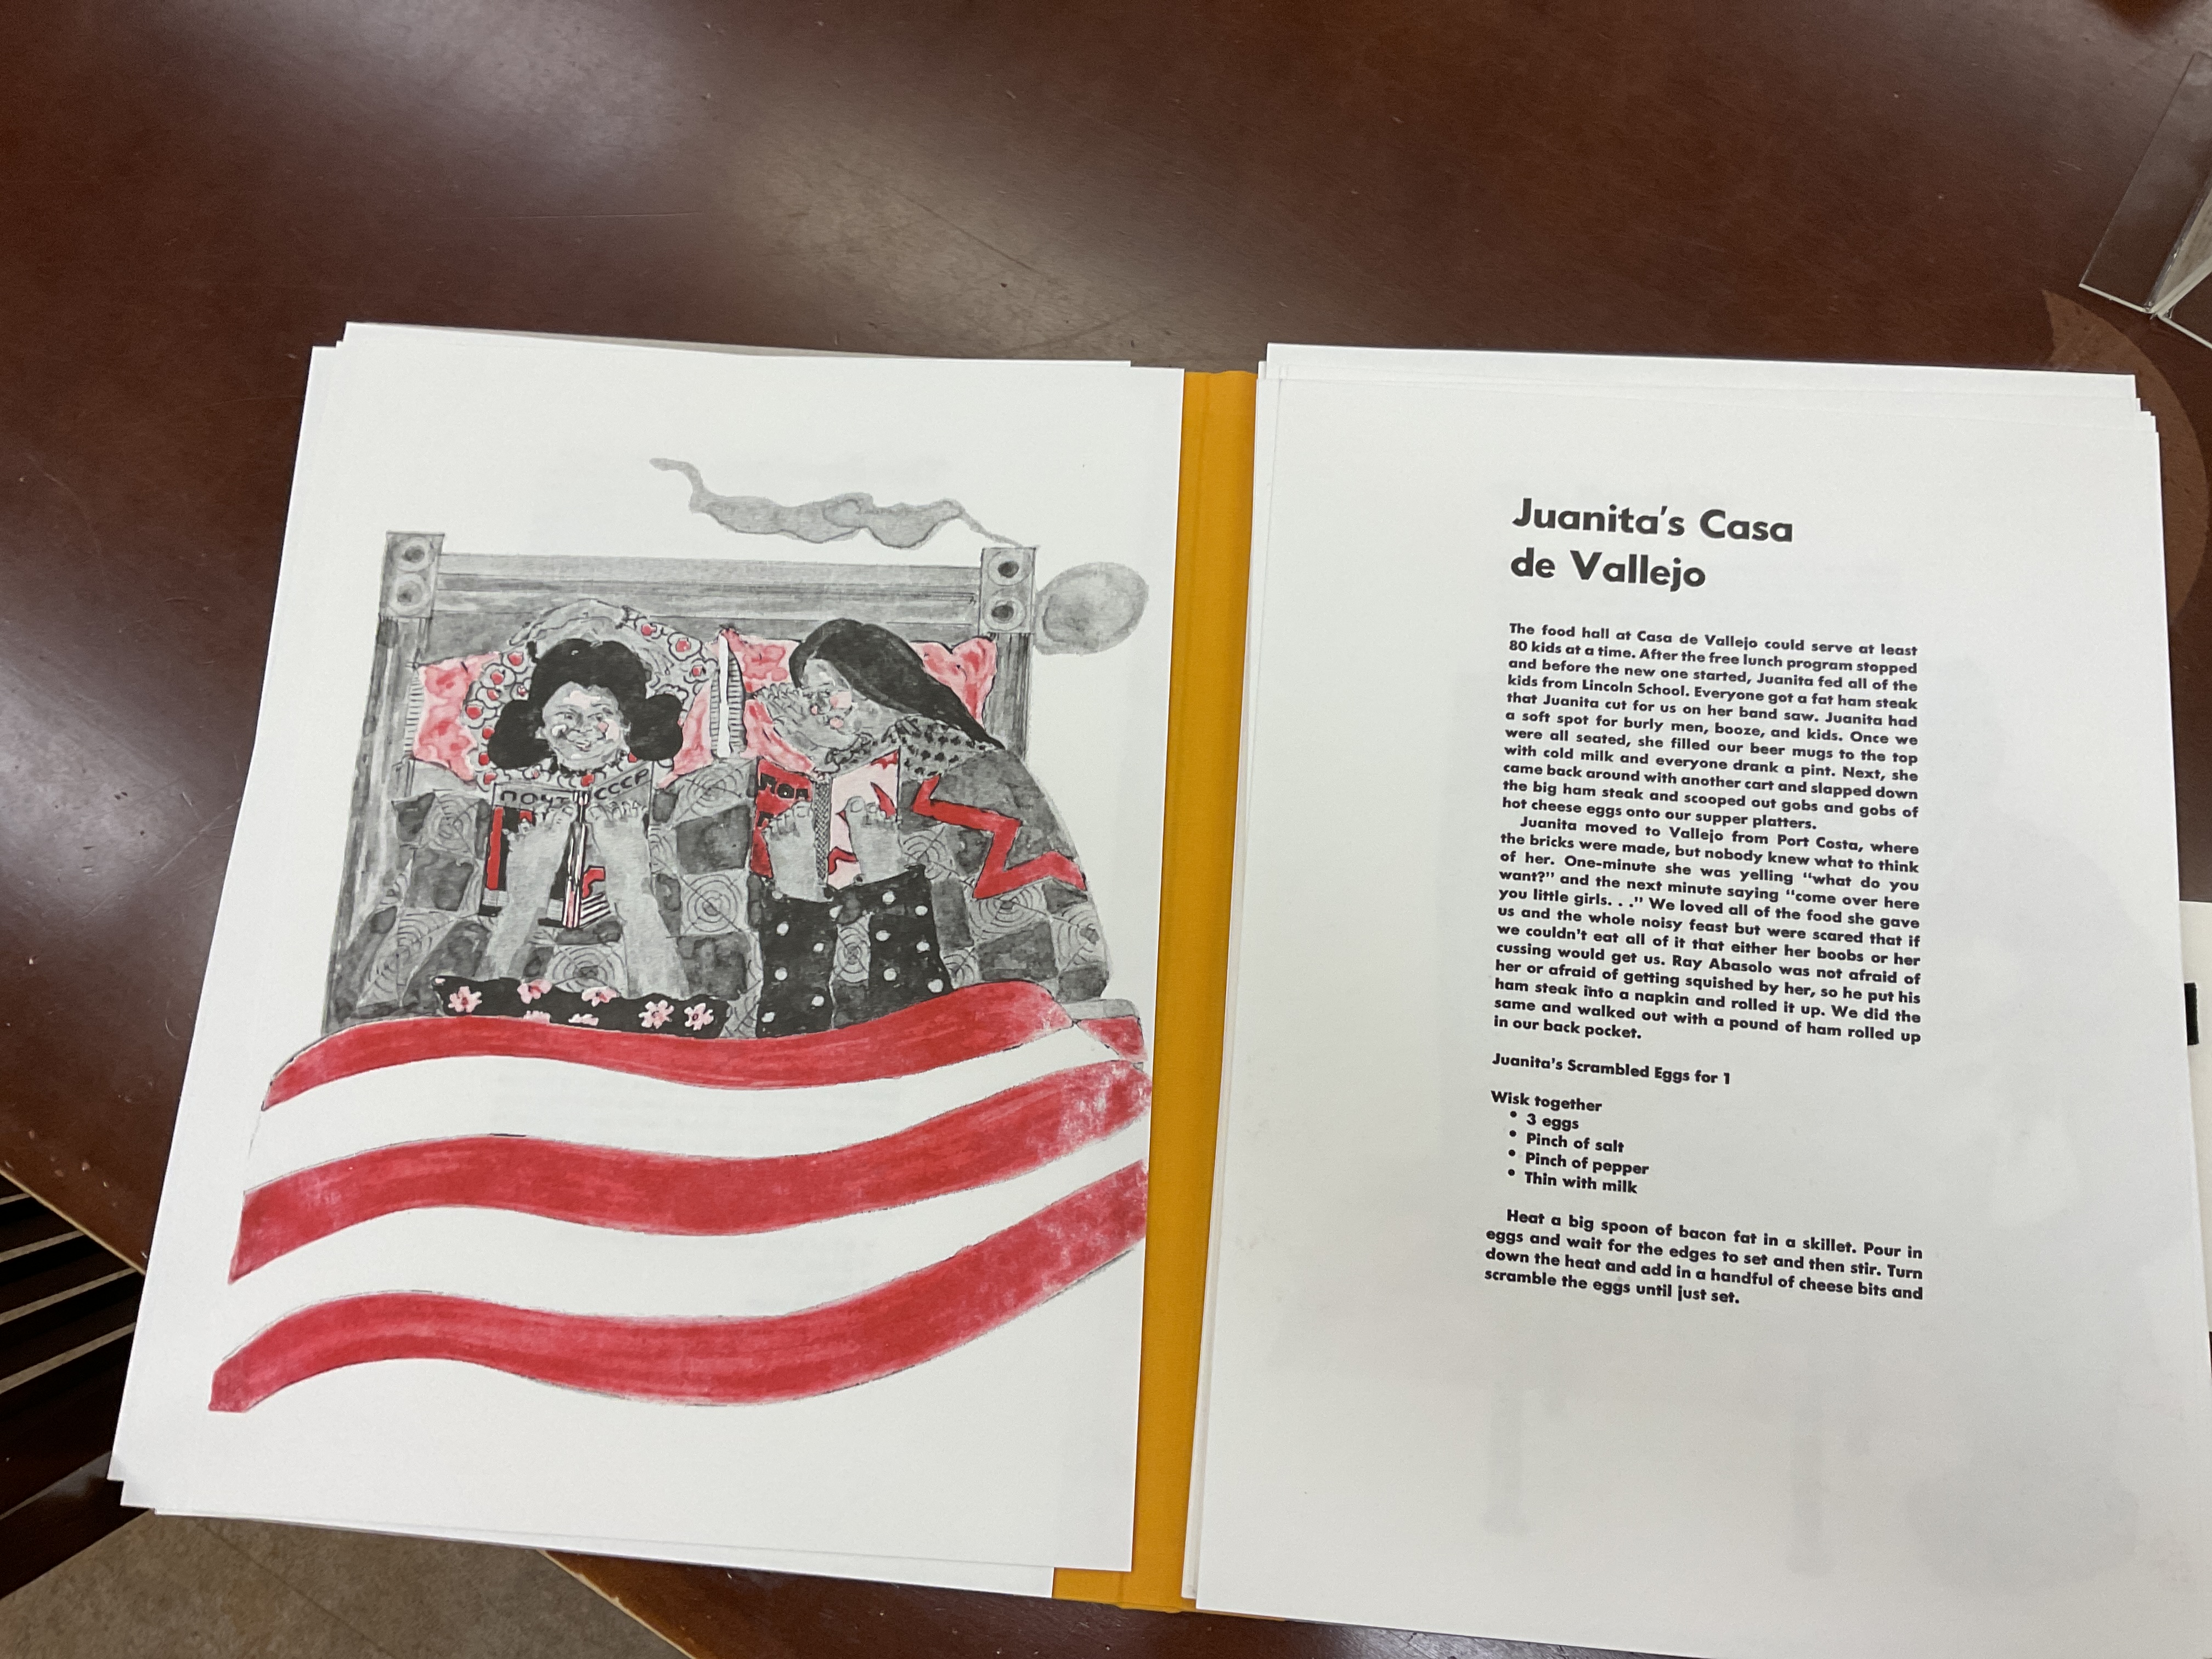 ПОЧТА СССР
Juanita's Casa
de Vallejo
The food hall at Casa de Vallejo could serve at least
80 kids at a time. After the free lunch program stopped
and before the new one started, Juanita fed all of the
kids from Lincoln School. Everyone got a fat ham steak
that Juanita cut for us on her band saw. Juanita had
a soft spot for burly men, booze, and kids. Once we
were all seated, she filled our beer mugs to the top
with cold milk and everyone drank a pint. Next, she
came back around with another cart and slapped down
the big ham steak and scooped out gobs and gobs of
hot cheese eggs onto our supper platters.
Juanita moved to Vallejo from Port Costa, where
the bricks were made, but nobody knew what to think
of her. One-minute she was yelling "what do you
want?" and the next minute saying "come over here
you little girls. . ." We loved all of the food she gave
us and the whole noisy feast but were scared that if
we couldn't eat all of it that either her boobs or her
cussing would get us. Ray Abasolo was not afraid of
her or afraid of getting squished by her, so he put his
ham steak into a napkin and rolled it up. We did the
same and walked out with a pound of ham rolled up
in our back pocket.
Juanita's Scrambled Eggs for 1
Wisk together
• 3 eggs
• Pinch of salt
• Pinch of pepper
• Thin with milk
Heat a big spoon of bacon fat in a skillet. Pour in
eggs and wait for the edges to set and then stir. Turn
down the heat and add in a handful of cheese bits and
scramble the eggs until just set.